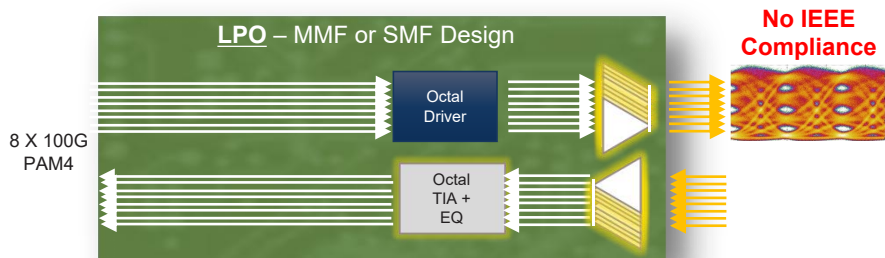 LPO – MMF or SMF Design
No IEEE
Compliance
8 X 100G
PAM4
Octal
Driver
Octal
TIA +
EQ